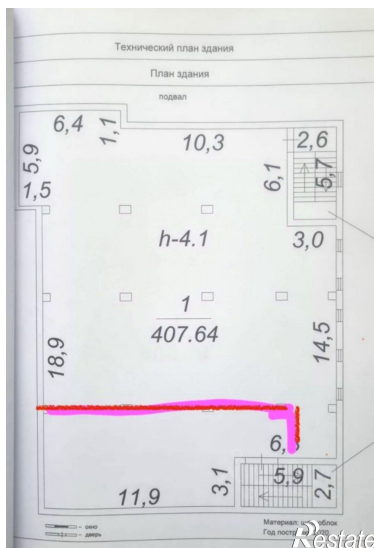 Технический план здания
План здания
подвал
6,4
1,1
10,3
2,6
5,9
6,1
5,7
1,5
h-4.1
3,0
1
407.64
18,9
14,5
5,9
3,1
2,7
11,9
окно
дверь
Материал:
Год
Restate